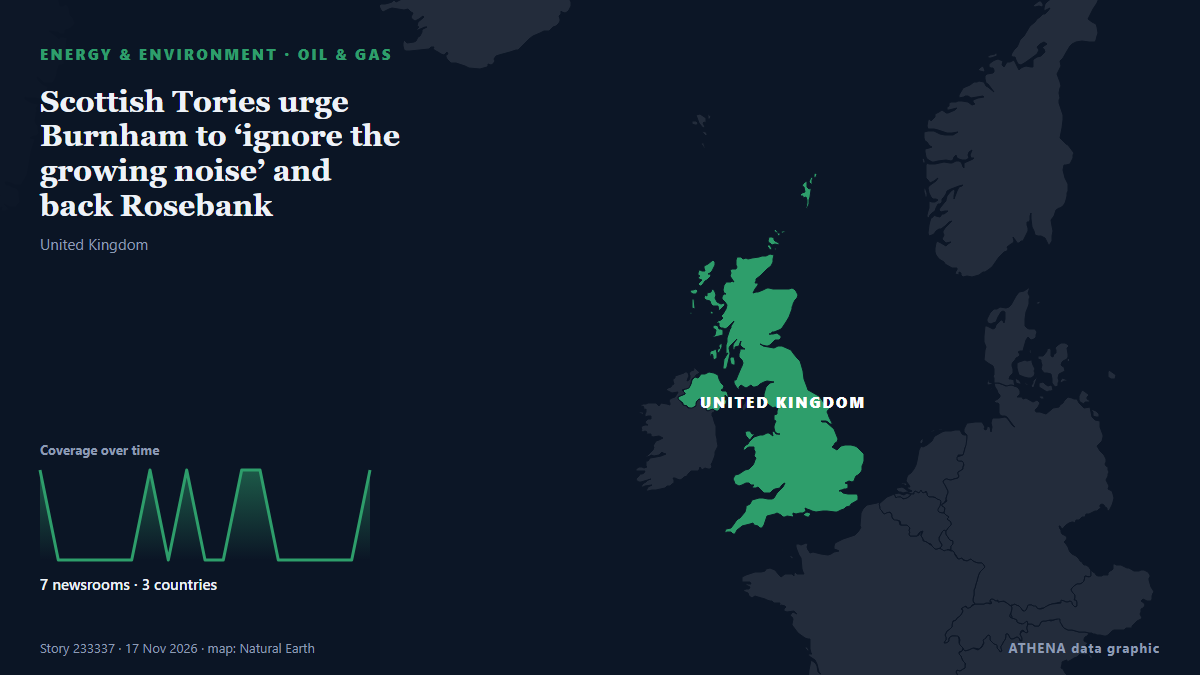 ENERGY & ENVIRONMENT · OIL & GAS
Scottish Tories urge
Burnham to ‘ignore the
growing noise’ and
back Rosebank
United Kingdom
UNITED KINGDOM
Coverage over time
7 newsrooms · 3 countries
Story 233337 · 17 Nov 2026 · map: Natural Earth
ATHENA data graphic